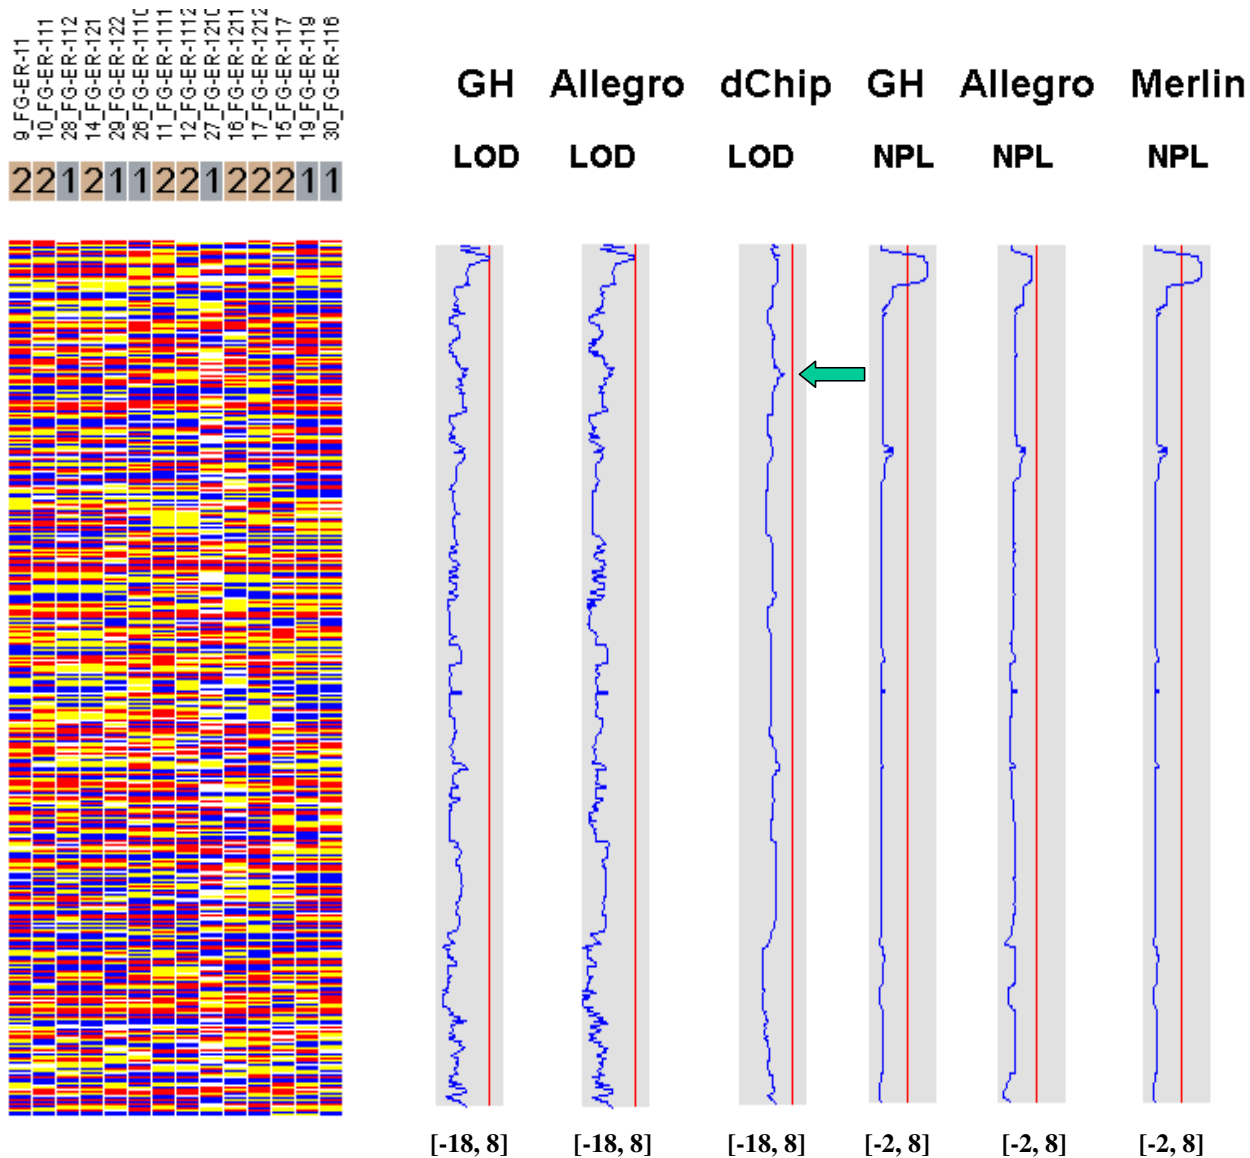 9_FG-ER-11
10_FG-ER-111
28_FG-ER-112
14_FG-ER-121
29_FG-ER-122
26_FG-ER-1110
11_FG-ER-1111
12_FG-ER-1112
27_FG-ER-1210
16_FG-ER-1211
17_FG-ER-1212
15_FG-ER-117
19_FG-ER-119
30_FG-ER-116
2 2 1 2 1 1 2 2 1 2 2 2 1 1
GH Allegro dChip GH Allegro Merlin
LOD LOD LOD NPL NPL NPL
[-18, 8] [-18, 8] [-18, 8] [-2, 8] [-2, 8] [-2, 8]